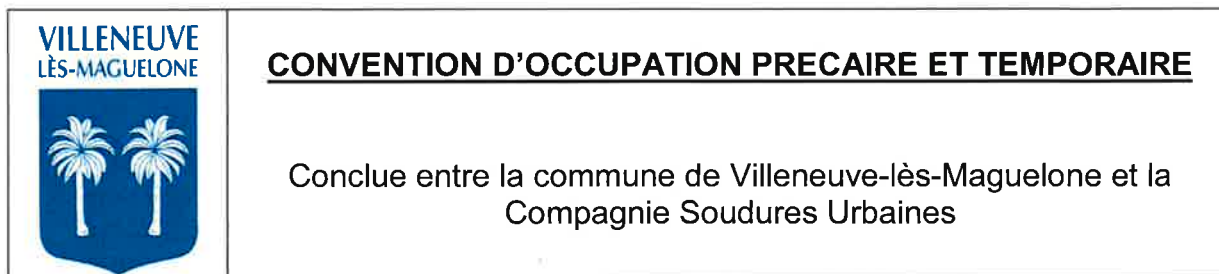 VILLENEUVE
LÈS-MAGUELONE
CONVENTION D'OCCUPATION PRECAIRE ET TEMPORAIRE
Conclue entre la commune de Villeneuve-lès-Maguelone et la
Compagnie Soudures Urbaines